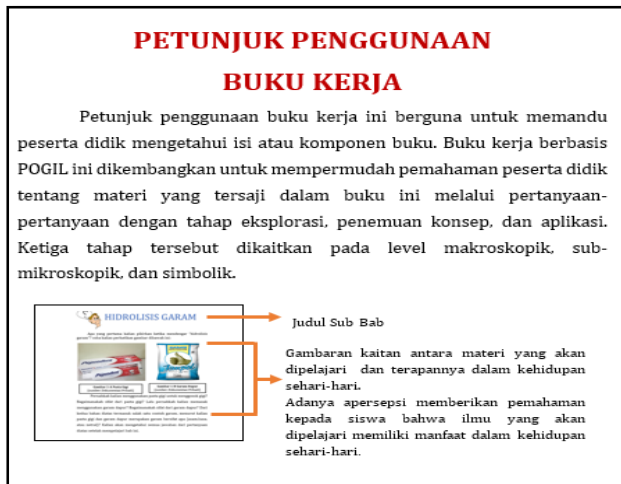 PETUNJUK PENGGUNAAN
BUKU KERJA
Petunjuk penggunaan buku kerja ini berguna untuk memandu
peserta didik mengetahui isi atau komponen buku. Buku kerja berbasis
POGIL ini dikembangkan untuk mempermudah pemahaman peserta didik
tentang materi yang tersaji dalam buku ini melalui pertanyaan-
pertanyaan dengan tahap eksplorasi, penemuan konsep, dan aplikasi.
Ketiga tahap tersebut dikaitkan pada level makroskopik, sub-
mikroskopik, dan simbolik.
HIDROLISIS GARAM
Judul Sub Bab
Gambaran kaitan antara materi yang akan
dipelajari dan terapannya dalam kehidupan
sehari-hari.
Adanya apersepsi memberikan pemahaman
kepada siswa bahwa ilmu yang akan
dipelajari memiliki manfaat dalam kehidupan
sehari-hari.